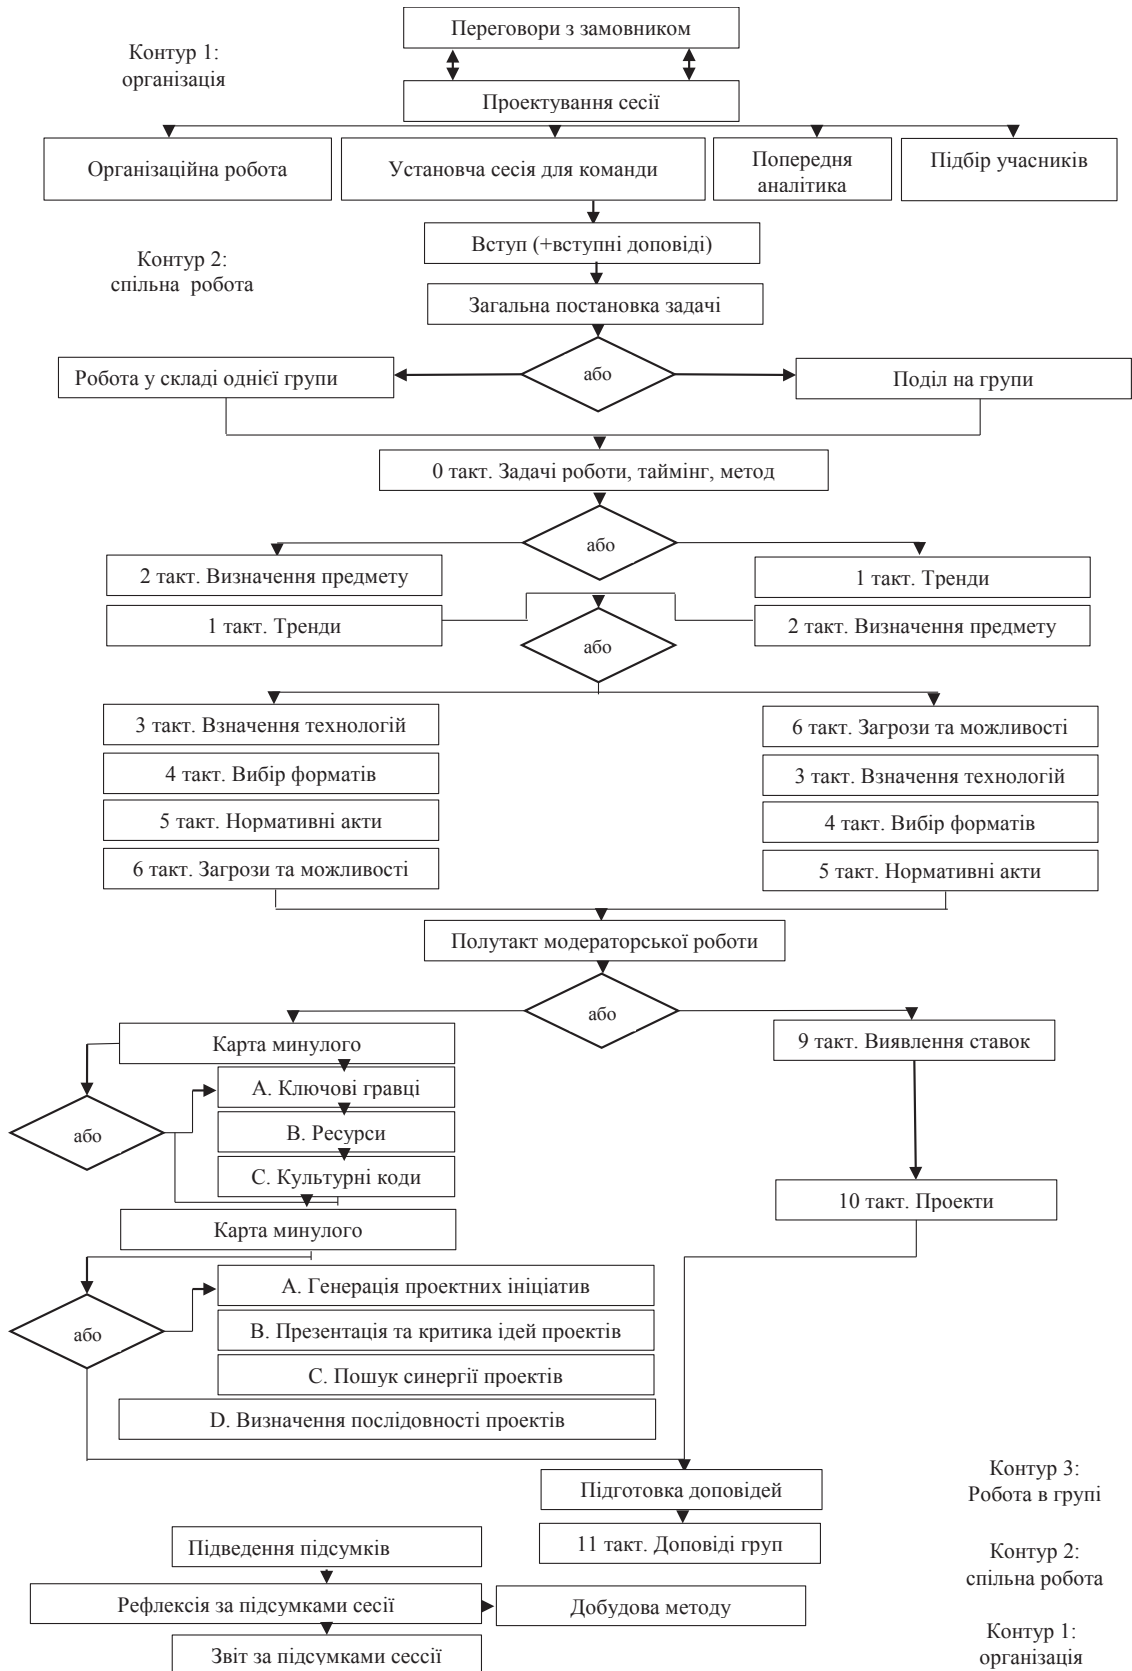 Переговори з замовником
Контур 1:
організація
Проектування сесії
Організаційна робота
Установча сесія для команди
Попередня
аналітика
Підбір учасників
Вступ (+вступні доповіді)
Контур 2:
спільна робота
Загальна постановка задачі
або
Робота у складі однієї групи
Поділ на групи
0 такт. Задачі роботи, таймінг, метод
або
2 такт. Визначення предмету
1 такт. Тренди
1 такт. Тренди
2 такт. Визначення предмету
або
3 такт. Взначення технологій
6 такт. Загрози та можливості
4 такт. Вибір форматів
3 такт. Взначення технологій
5 такт. Нормативні акти
4 такт. Вибір форматів
6 такт. Загрози та можливості
5 такт. Нормативні акти
Полутакт модераторської роботи
або
Карта минулого
9 такт. Виявлення ставок
A. Ключові гравці
або
B. Ресурси
C. Культурні коди
10 такт. Проекти
Карта минулого
A. Генерація проектних ініціатив
або
B. Презентація та критика ідей проектів
C. Пошук синергії проектів
D. Визначення послідовності проектів
Контур 3:
Робота в групі
Підготовка доповідей
11 такт. Доповіді груп
Підведення підсумків
Контур 2:
спільна робота
Рефлексія за підсумками сесії
Добудова методу
Контур 1:
організація
Звіт за підсумками сессії